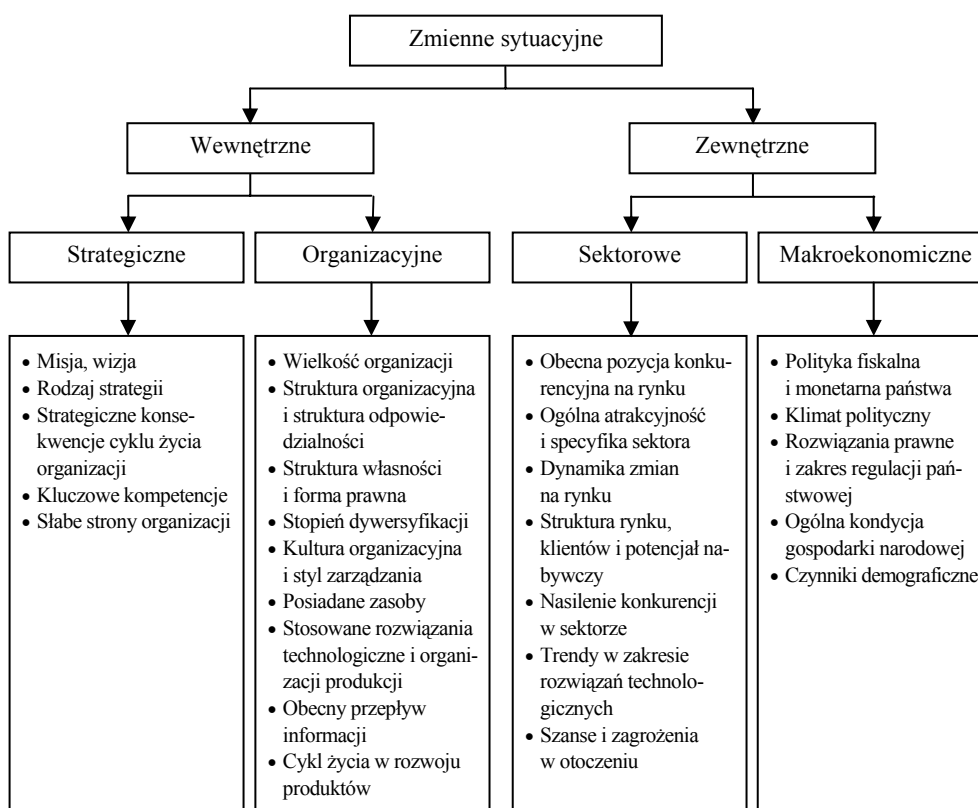 Zmienne sytuacyjne
Wewnętrzne
Zewnętrzne
Strategiczne
Organizacyjne
Sektorowe
Makroekonomiczne
• Misja, wizja
• Rodzaj strategii
• Strategiczne konse-
kwencje cyklu życia
organizacji
• Kluczowe kompetencje
• Słabe strony organizacji
• Wielkość organizacji
• Struktura organizacyjna
i struktura odpowie-
dzialności
• Struktura własności
i forma prawna
• Stopień dywersyfikacji
• Kultura organizacyjna
i styl zarządzania
• Posiadane zasoby
• Stosowane rozwiązania
technologiczne i organi-
zacji produkcji
• Obecny przepływ
informacji
• Cykl życia w rozwoju
produktów
• Obecna pozycja konku-
rencyjna na rynku
• Ogólna atrakcyjność
i specyfika sektora
• Dynamika zmian
na rynku
• Struktura rynku,
klientów i potencjał na-
bywczy
• Nasilenie konkurencji
w sektorze
• Trendy w zakresie
rozwiązań technolo-
gicznych
• Szanse i zagrożenia
w otoczeniu
• Polityka fiskalna
i monetarna państwa
• Klimat polityczny
• Rozwiązania prawne
i zakres regulacji pań-
stwowej
• Ogólna kondycja
gospodarki narodowej
• Czynniki demograficzne